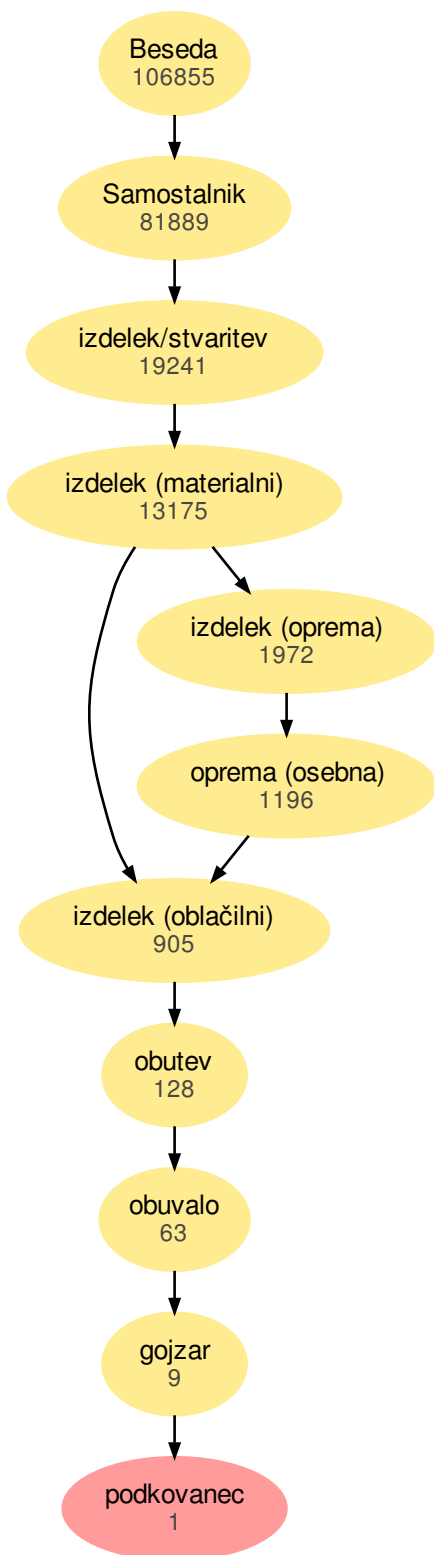 Beseda
106855
Samostalnik
81889
izdelek/stvaritev
19241
izdelek (materialni)
13175
izdelek (oprema)
1972
oprema (osebna)
1196
izdelek (oblačilni)
905
obutev
128
obuvalo
63
gojzar
9
podkovanec
1